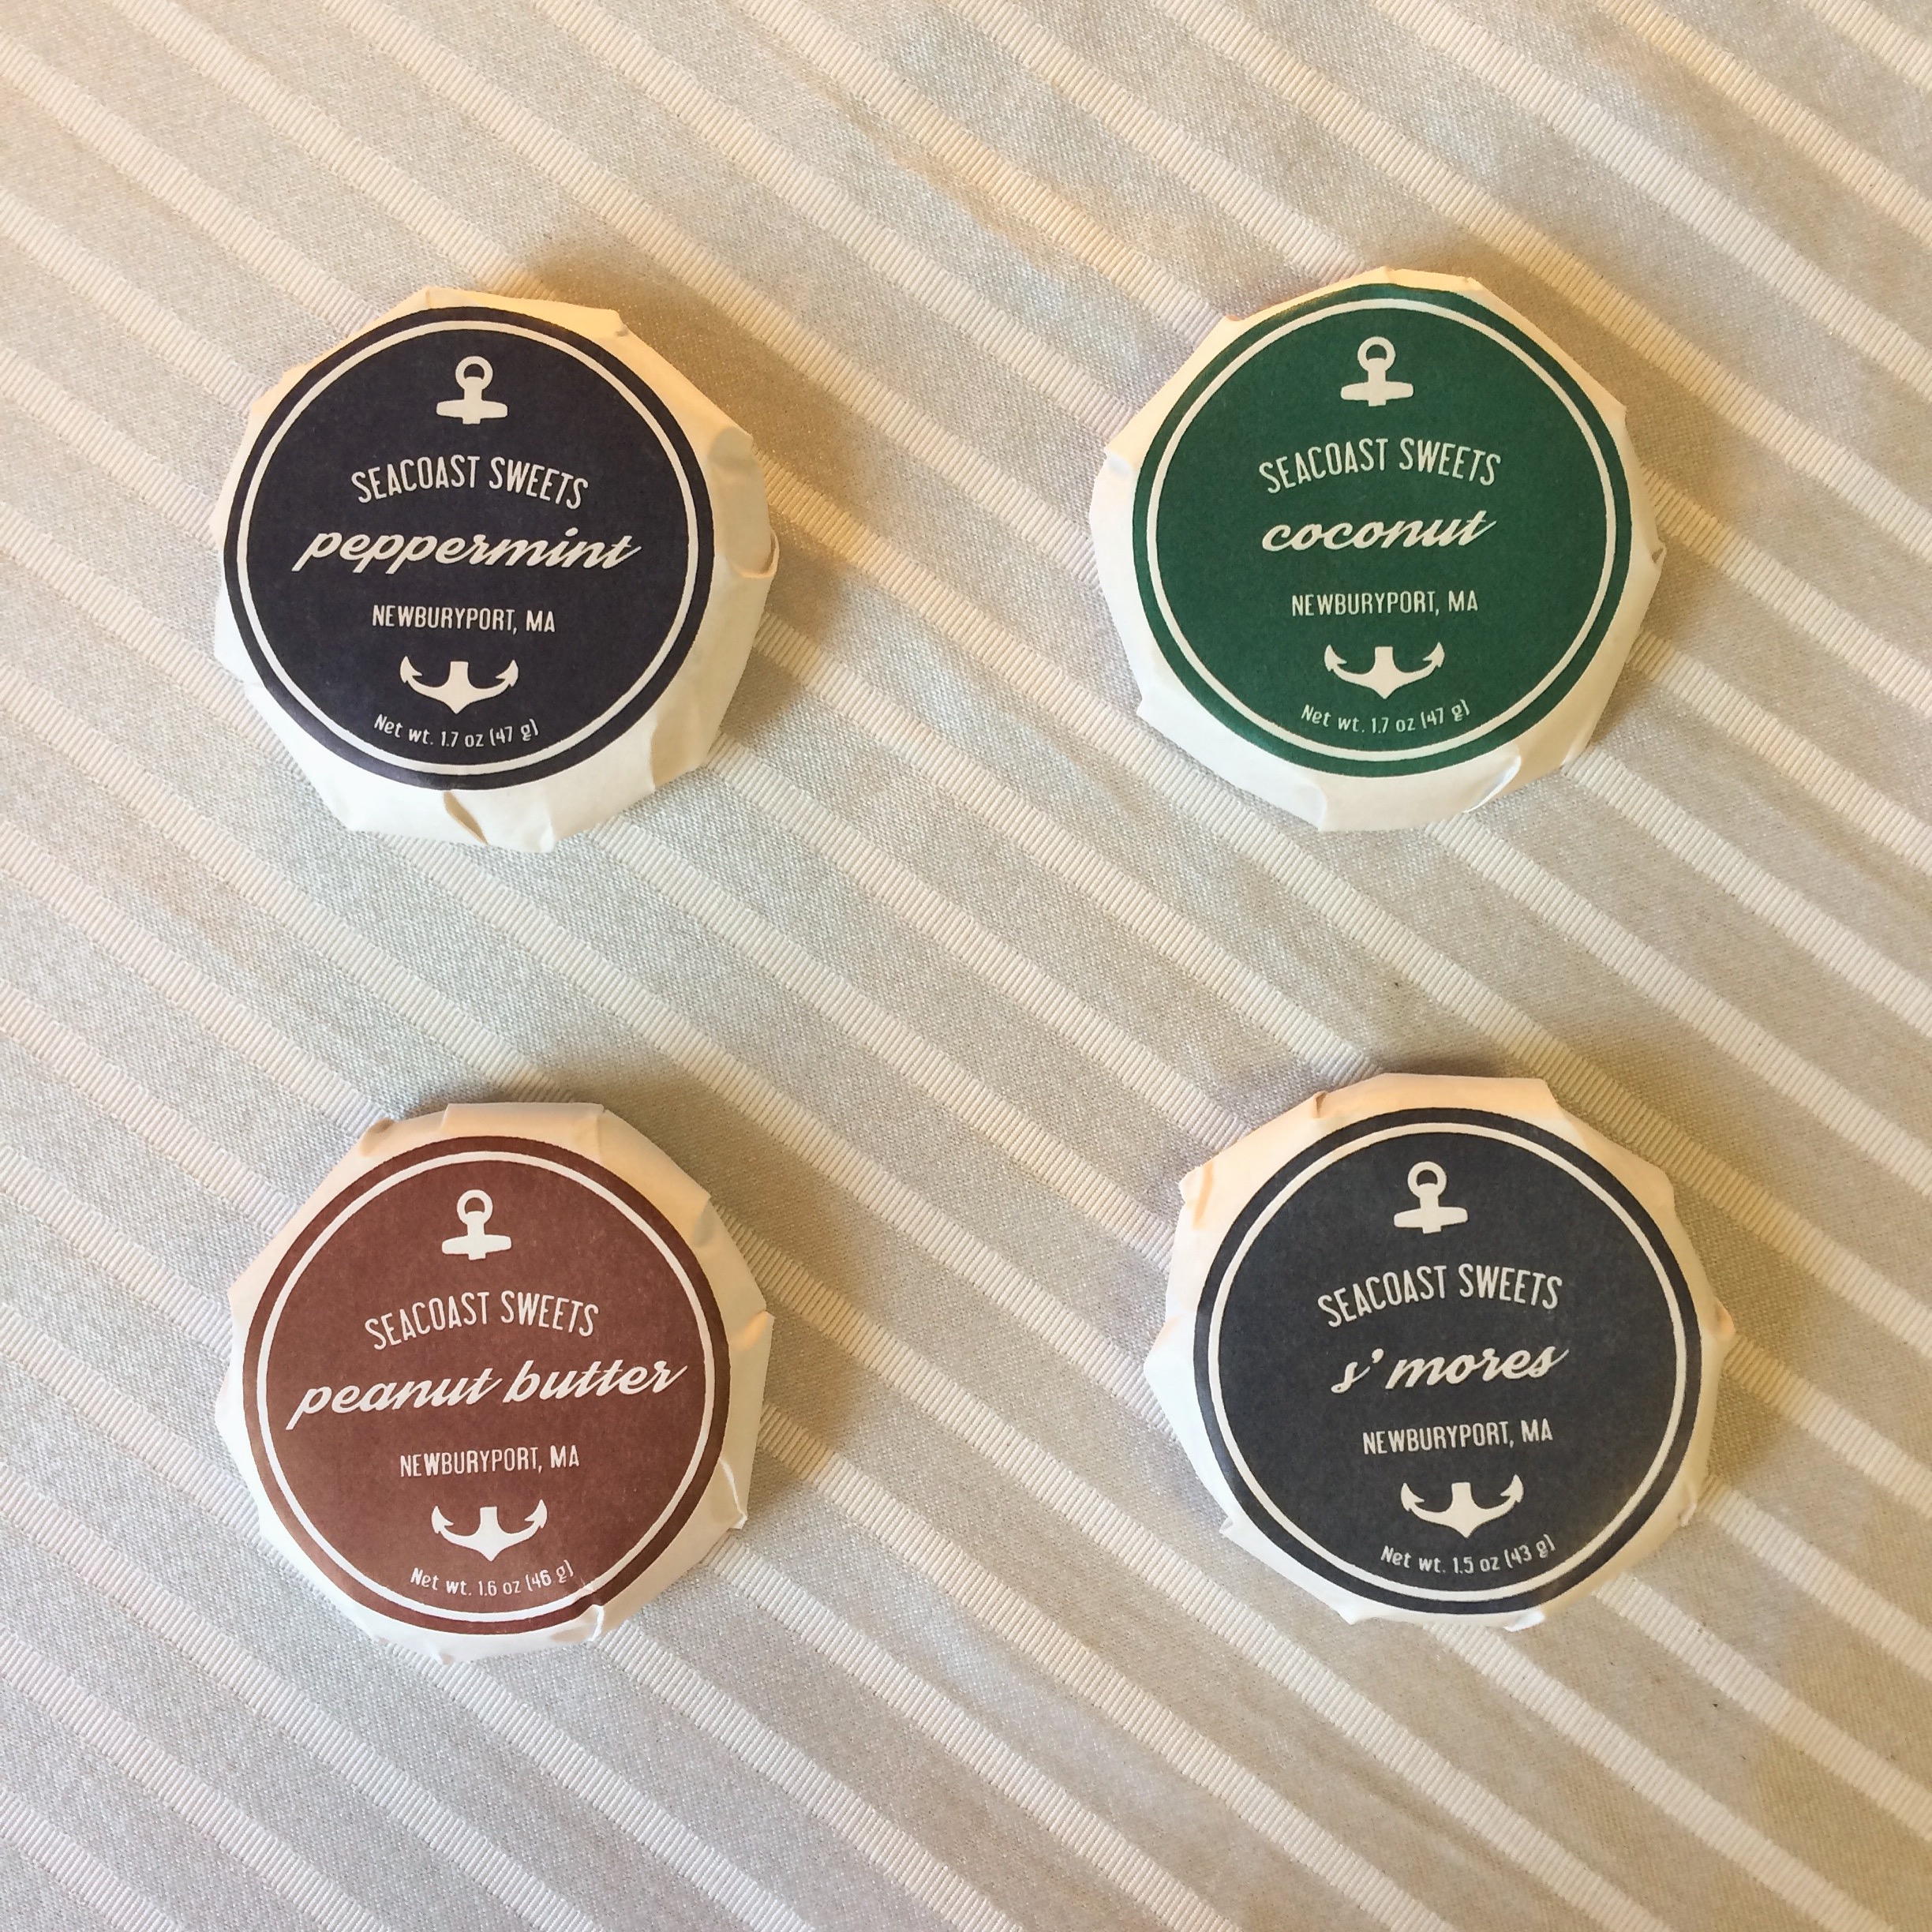 SEACOAST SWEETS
peppermint
NEWBURYPORT, MA
Net wt. 1.7 oz (47 g)
SEACOAST SWEETS
coconut
NEWBURYPORT, MA
Net wt. 1.7 oz (47 g)
SEACOAST SWEETS
peanut butter
NEWBURYPORT, MA
Net wt. 1.6 oz (46 g)
SEACOAST SWEETS
s'mores
NEWBURYPORT, MA
Net wt. 1.5 oz (43 g)